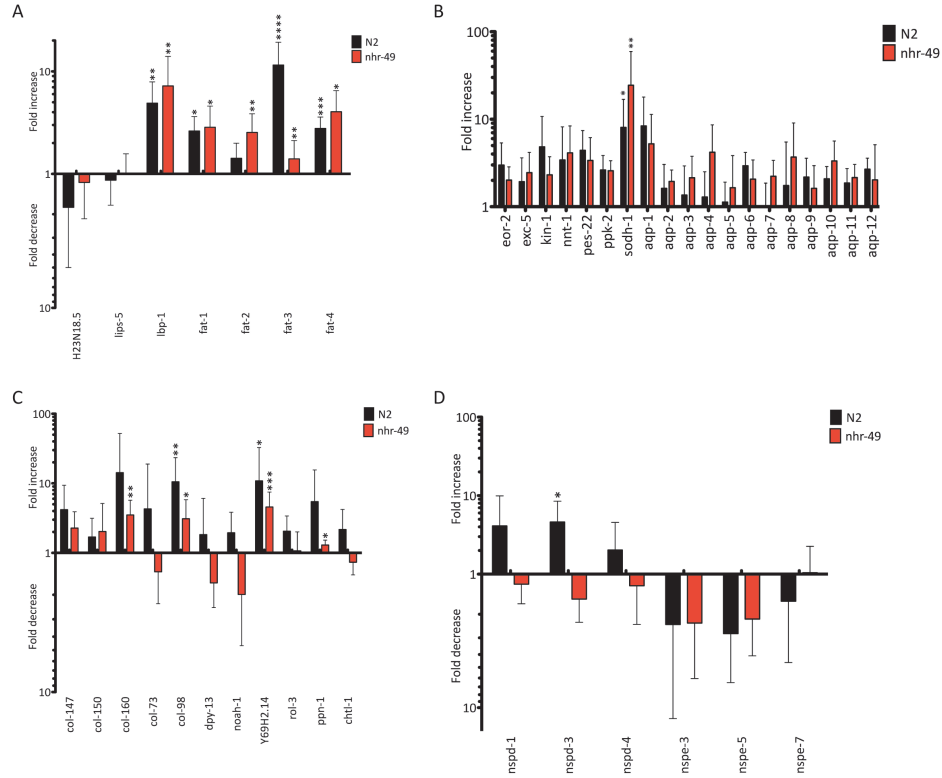 A
N2
nhr-49
Fold increase
Fold decrease
10
1
10
** ** * * ** **** ** *** *
H23N18.5
lips-5
lbp-1
fat-1
fat-2
fat-3
fat-4
B
N2
nhr-49
Fold increase
100
10
1
* **
eor-2
exc-5
kin-1
nnt-1
pes-22
ppk-2
sodh-1
aqp-1
aqp-2
aqp-3
aqp-4
aqp-5
aqp-6
aqp-7
aqp-8
aqp-9
aqp-10
aqp-11
aqp-12
C
N2
nhr-49
Fold increase
Fold decrease
100
10
1
10
** ** * * *** *
col-147
col-150
col-160
col-73
col-98
dpy-13
noah-1
Y69H2.14
rol-3
ppn-1
chtl-1
D
N2
nhr-49
Fold increase
Fold decrease
100
10
1
10
*
nspd-1
nspd-3
nspd-4
nspe-3
nspe-5
nspe-7